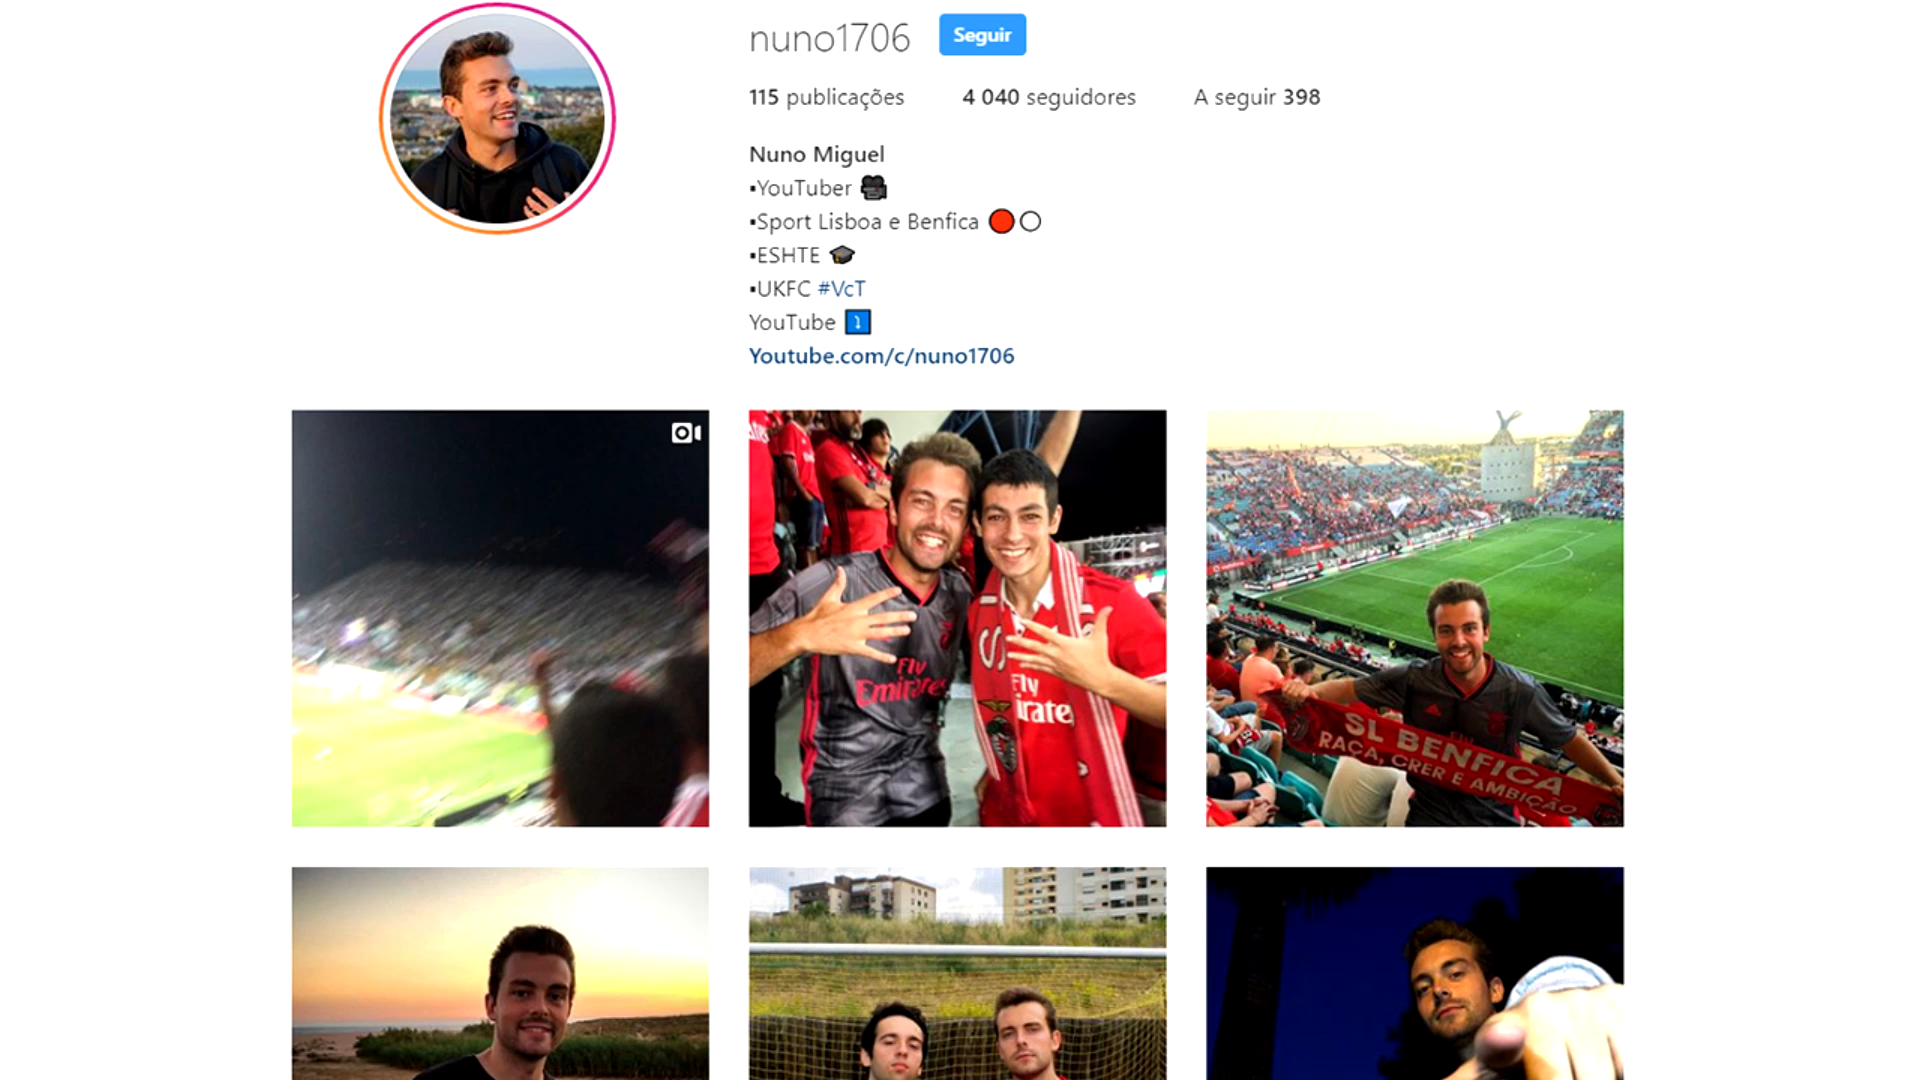 nuno1706 Seguir
115 publicações 4 040 seguidores A seguir 398
Nuno Miguel
▪YouTuber 🎥
▪Sport Lisboa e Benfica 🔴⚪
▪ESHTE 🎓
▪UKFC #VcT
YouTube ⤵
Youtube.com/c/nuno1706
Fly
Emirates
Fly
irate
SL BENFICA
RAÇA, CRER E AMBIÇÃO